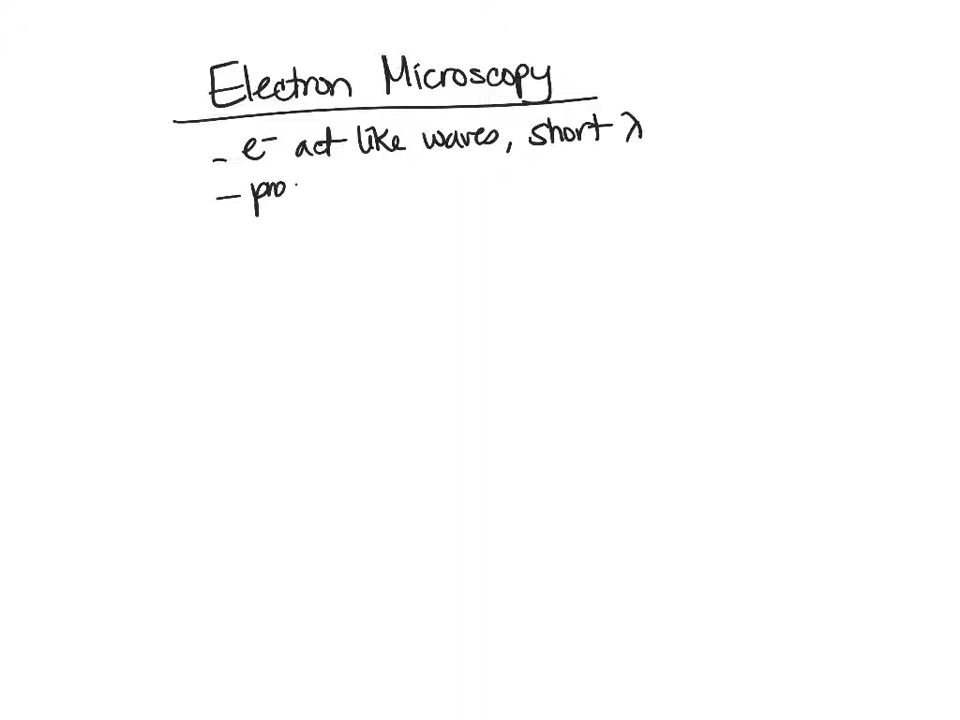 Electron Microscopy
- e⁻ act like waves, short λ
- pro